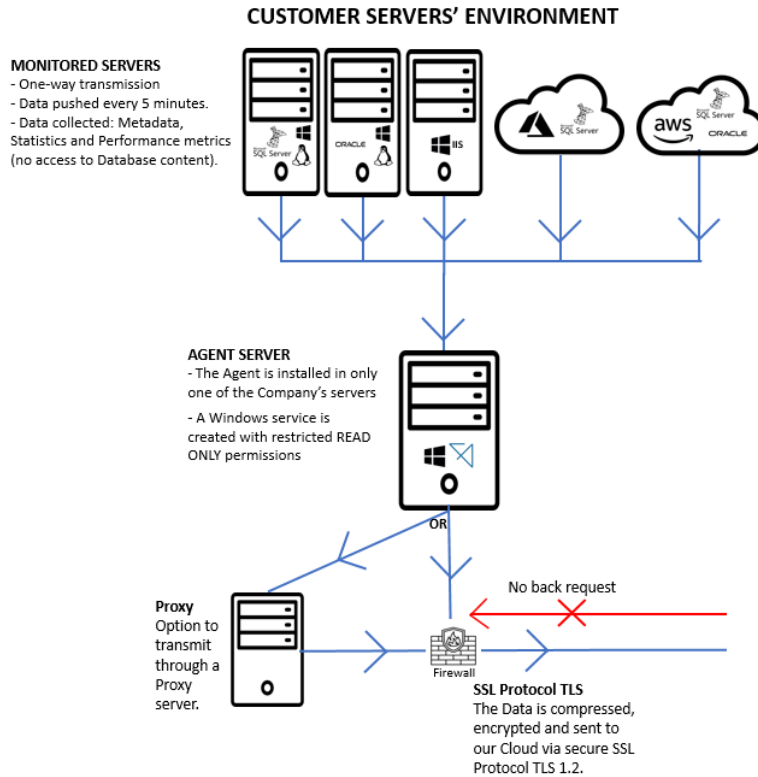 CUSTOMER SERVERS' ENVIRONMENT
MONITORED SERVERS
- One-way transmission
- Data pushed every 5 minutes.
- Data collected: Metadata,
Statistics and Performance metrics
(no access to Database content).
SQL Server
ORACLE
IIS
SQL Server
aws
SQL Server
ORACLE
AGENT SERVER
- The Agent is installed in only
one of the Company's servers
- A Windows service is
created with restricted READ
ONLY permissions
OR
Proxy
Option to
transmit
through a
Proxy
server.
No back request
Firewall
SSL Protocol TLS
The Data is compressed,
encrypted and sent to
our Cloud via secure SSL
Protocol TLS 1.2.